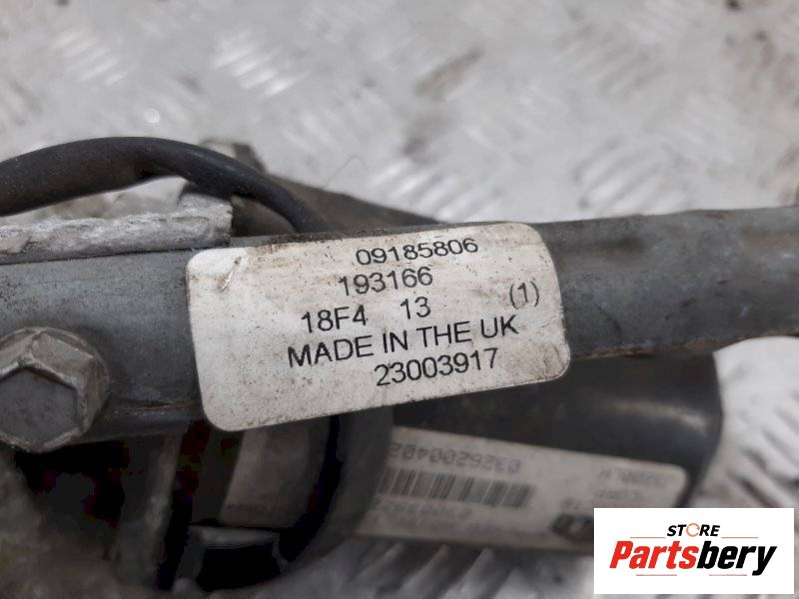 09185806
193166
18F4 13 (1)
MADE IN THE UK
23003917
STORE
Partsbery